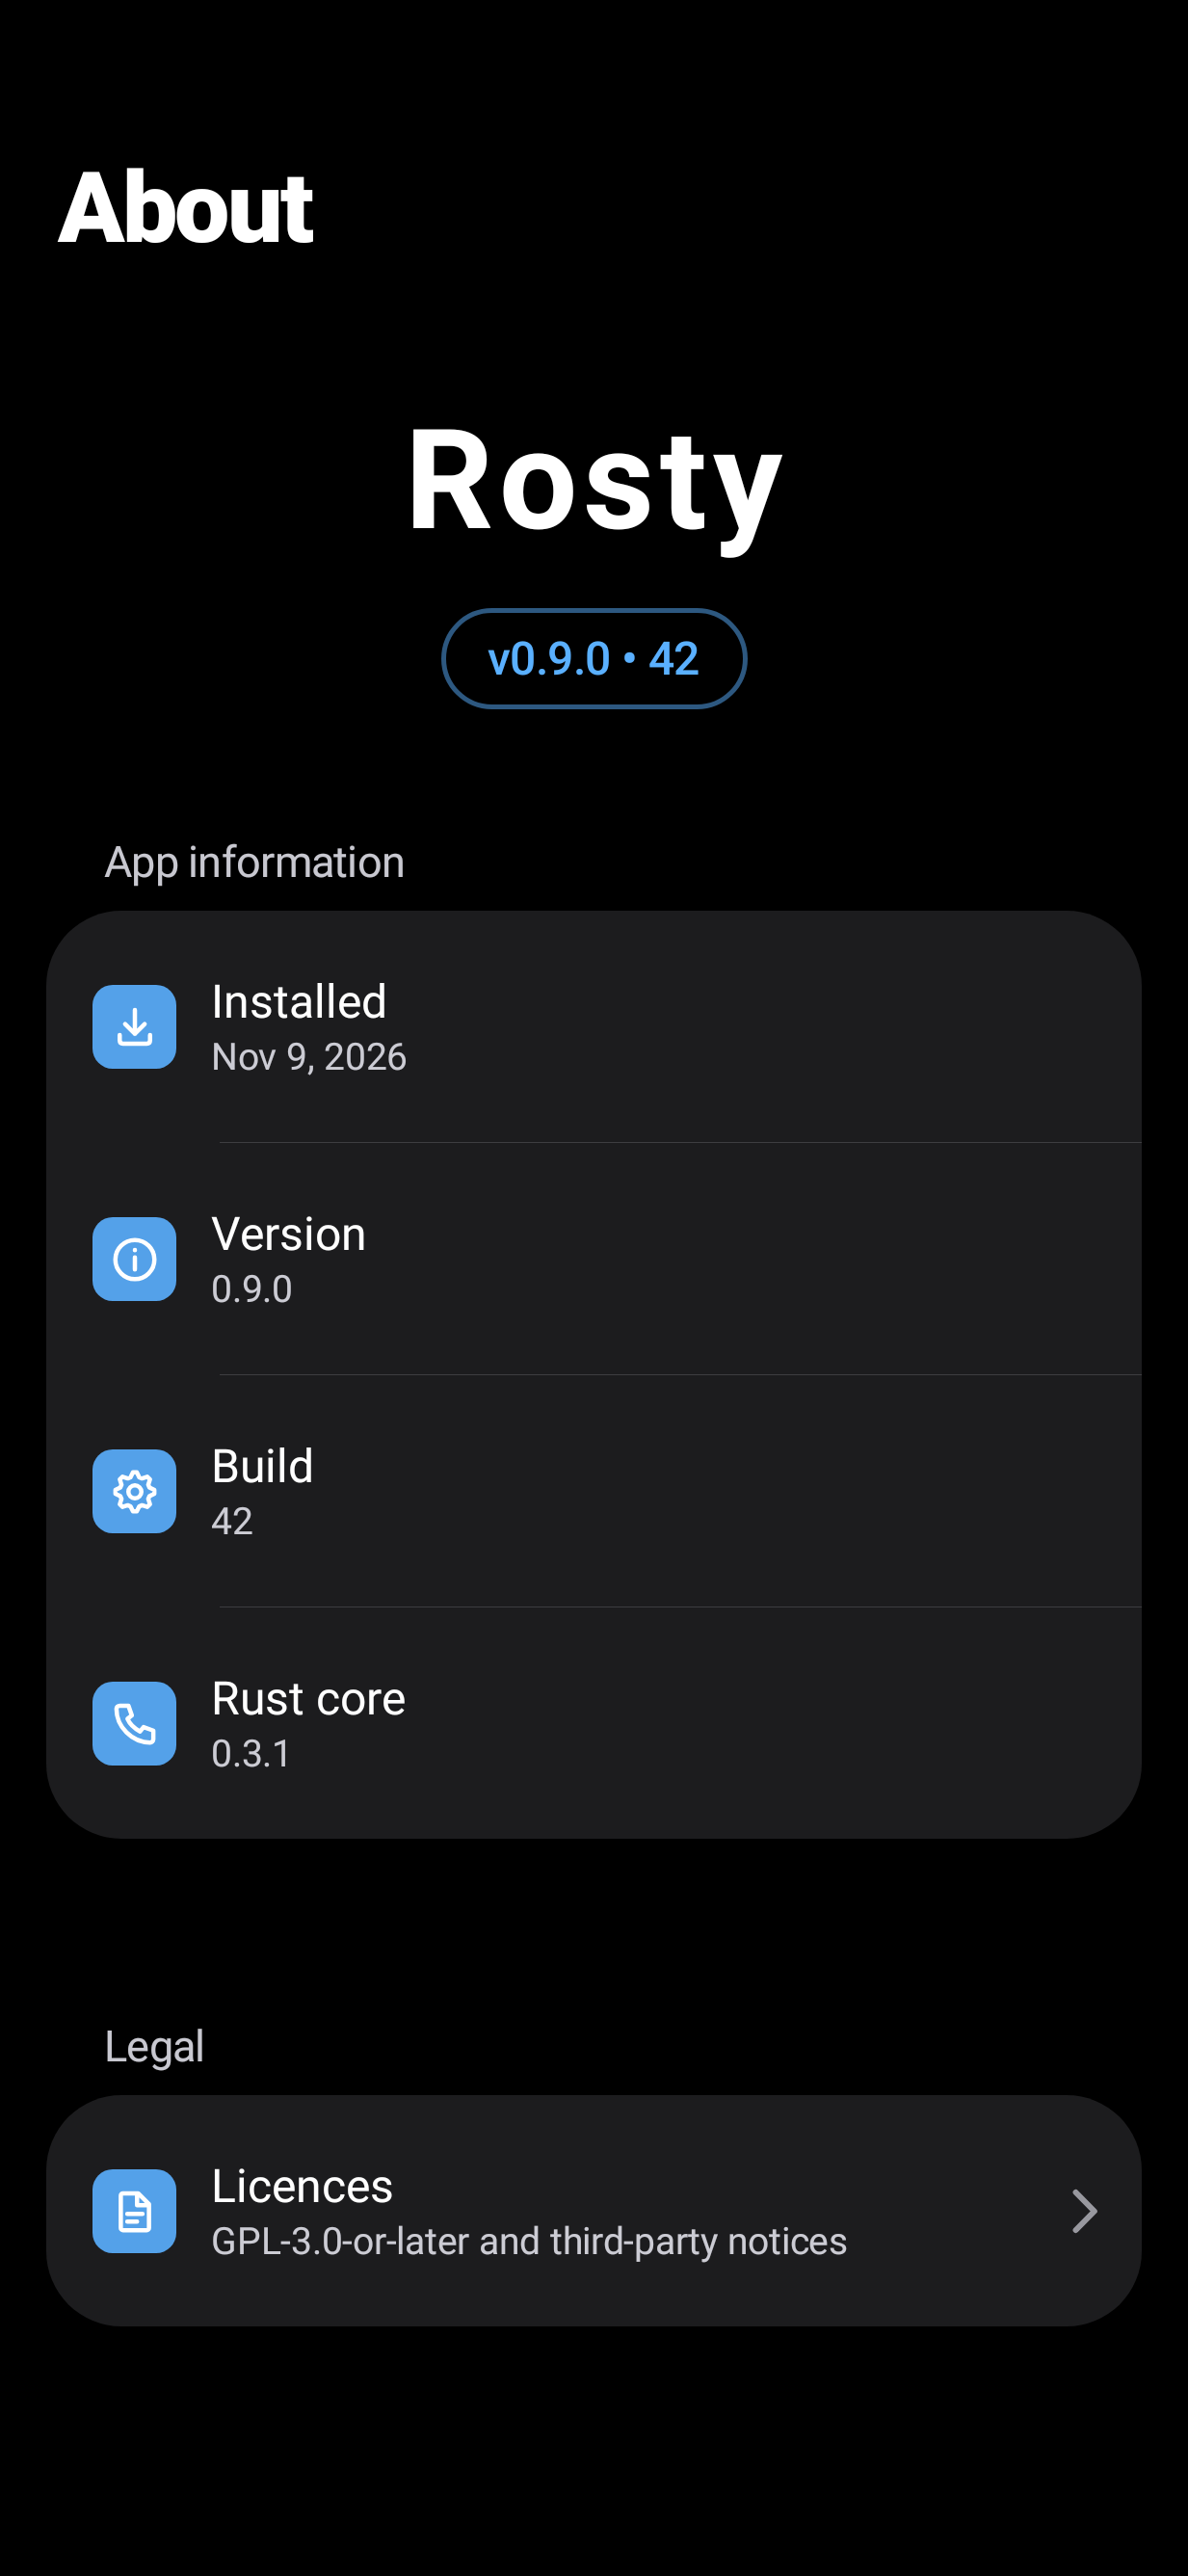 About
Rosty
v0.9.0 • 42
App information
Installed
Nov 9, 2026
Version
0.9.0
Build
42
Rust core
0.3.1
Legal
Licences
GPL-3.0-or-later and third-party notices